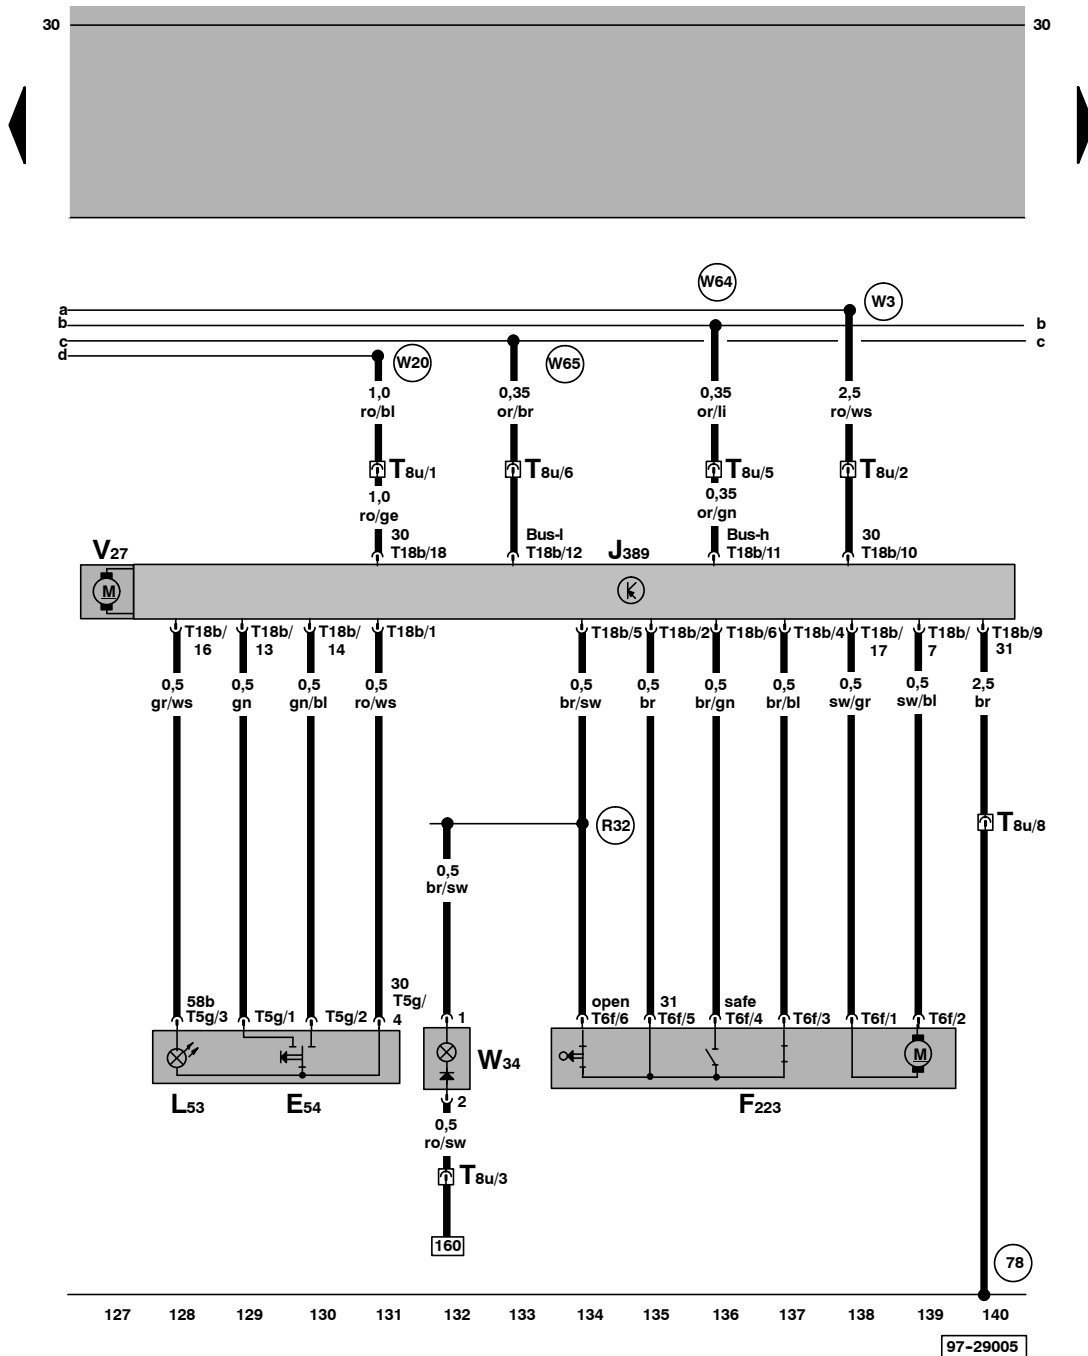 30 30
W64
W3
a
b b
c c
d
W20 W65
1,0 0,35 0,35 2,5
ro/bl or/br or/li ro/ws
T8u/1 T8u/6 T8u/5 T8u/2
1,0 0,35
ro/ge or/gn
30 Bus-l Bus-h 30
V27 T18b/18 T18b/12 J389 T18b/11 T18b/10
M
T18b/ T18b/ T18b/ T18b/1 T18b/5 T18b/2 T18b/6 T18b/4 T18b/ T18b/ T18b/9
16 13 14 17 7 31
0,5 0,5 0,5 0,5 0,5 0,5 0,5 0,5 0,5 0,5 2,5
gr/ws gn gn/bl ro/ws br/sw br br/gn br/bl sw/gr sw/bl br
R32 T8u/8
0,5
br/sw
30
58b T5g/ open 31 safe
T5g/3 T5g/1 T5g/2 4 1 T6f/6 T6f/5 T6f/4 T6f/3 T6f/1 T6f/2
M
W34
L53 E54 2 F223
0,5
ro/sw
T8u/3
160
78
127 128 129 130 131 132 133 134 135 136 137 138 139 140
97-29005